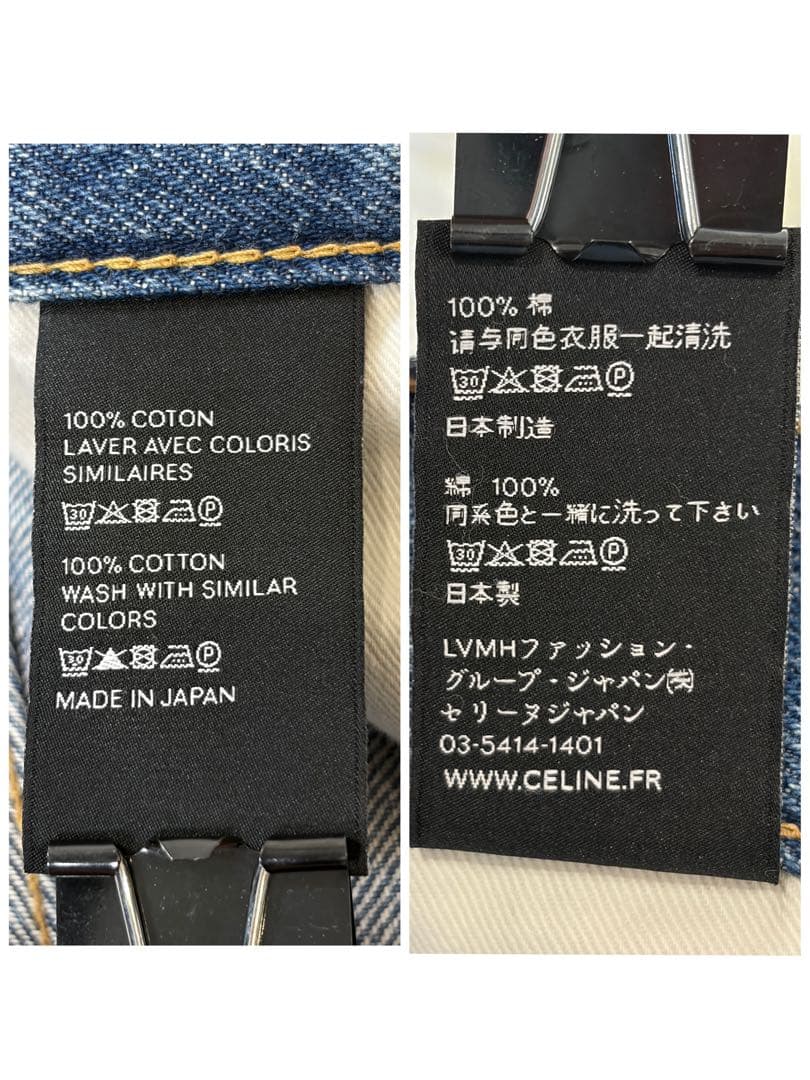 100% COTON
LAVER AVEC COLORIS
SIMILAIRES
30 P
100% COTTON
WASH WITH SIMILAR
COLORS
30 P
MADE IN JAPAN
100% 棉
请与同色衣服一起清洗
30 P
日本制造
綿 100%
同系色と一緒に洗って下さい
30 P
日本製
LVMHファッション・
グループ・ジャパン㈱
セリーヌジャパン
03-5414-1401
WWW.CELINE.FR